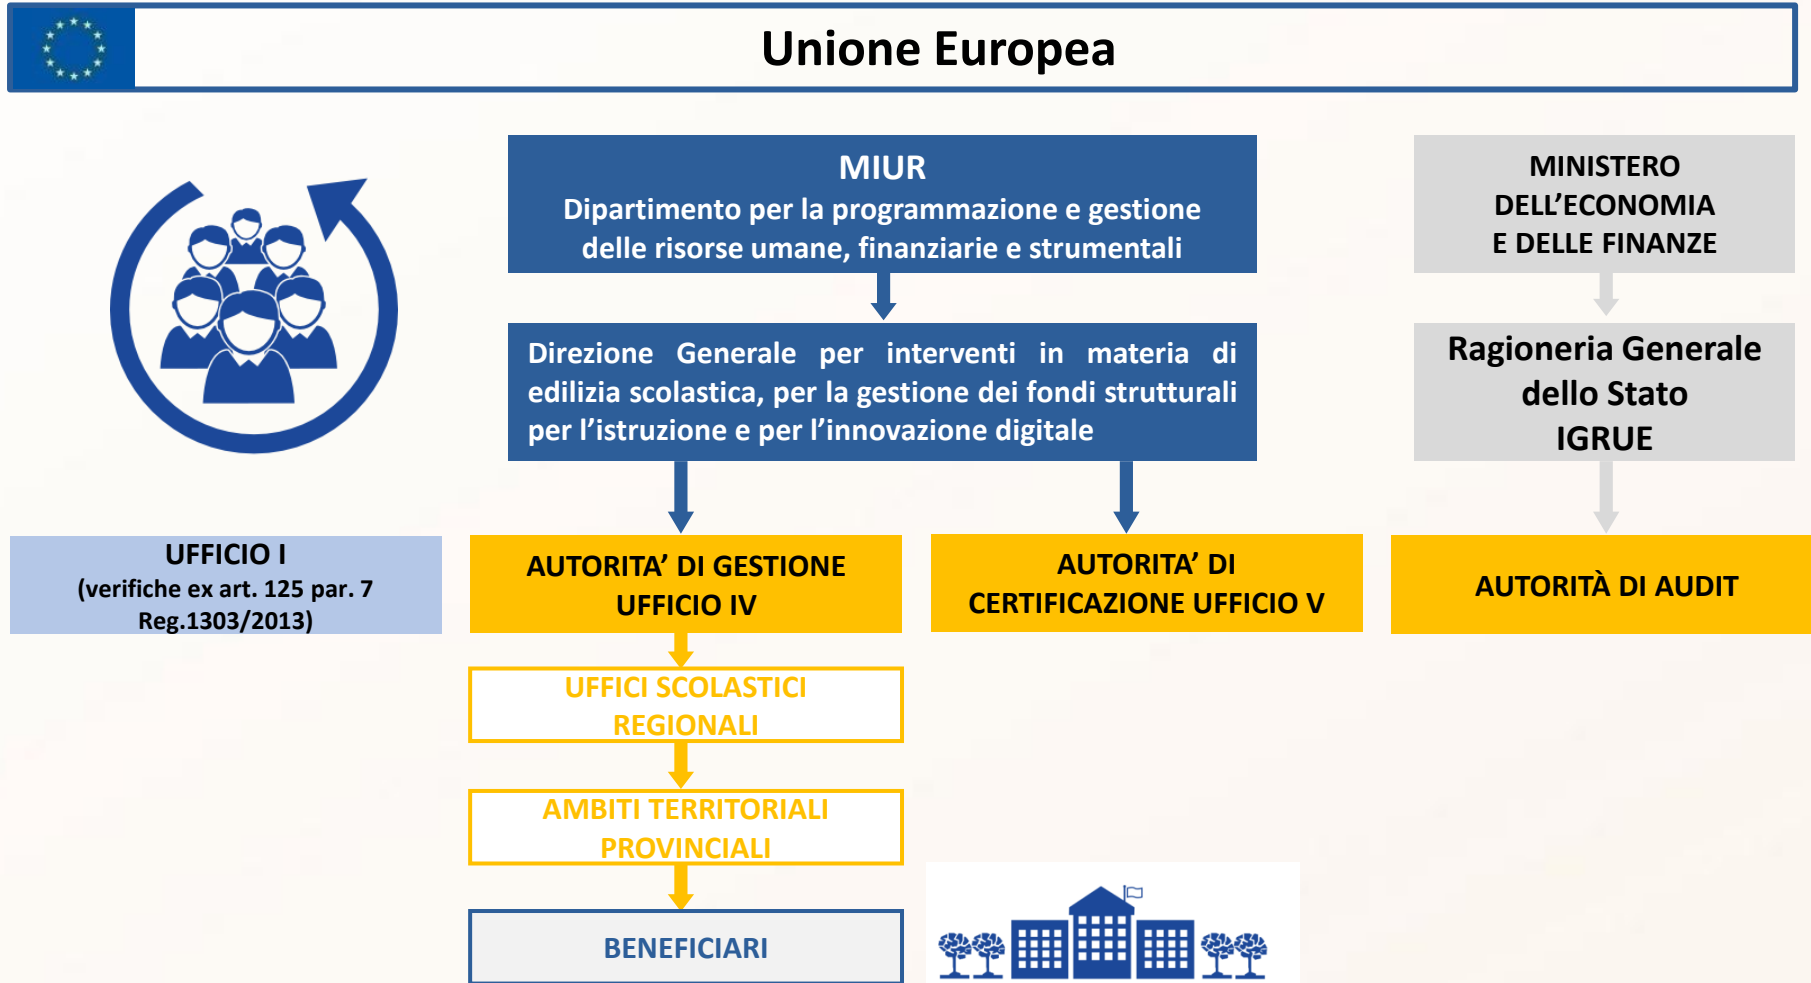 Unione Europea
MIUR
Dipartimento per la programmazione e gestione
delle risorse umane, finanziarie e strumentali
MINISTERO
DELL’ECONOMIA
E DELLE FINANZE
Direzione Generale per interventi in materia di
edilizia scolastica, per la gestione dei fondi strutturali
per l’istruzione e per l’innovazione digitale
Ragioneria Generale
dello Stato
IGRUE
UFFICIO I
(verifiche ex art. 125 par. 7
Reg.1303/2013)
AUTORITA’ DI GESTIONE
UFFICIO IV
AUTORITA’ DI
CERTIFICAZIONE UFFICIO V
AUTORITÀ DI AUDIT
UFFICI SCOLASTICI
REGIONALI
AMBITI TERRITORIALI
PROVINCIALI
BENEFICIARI